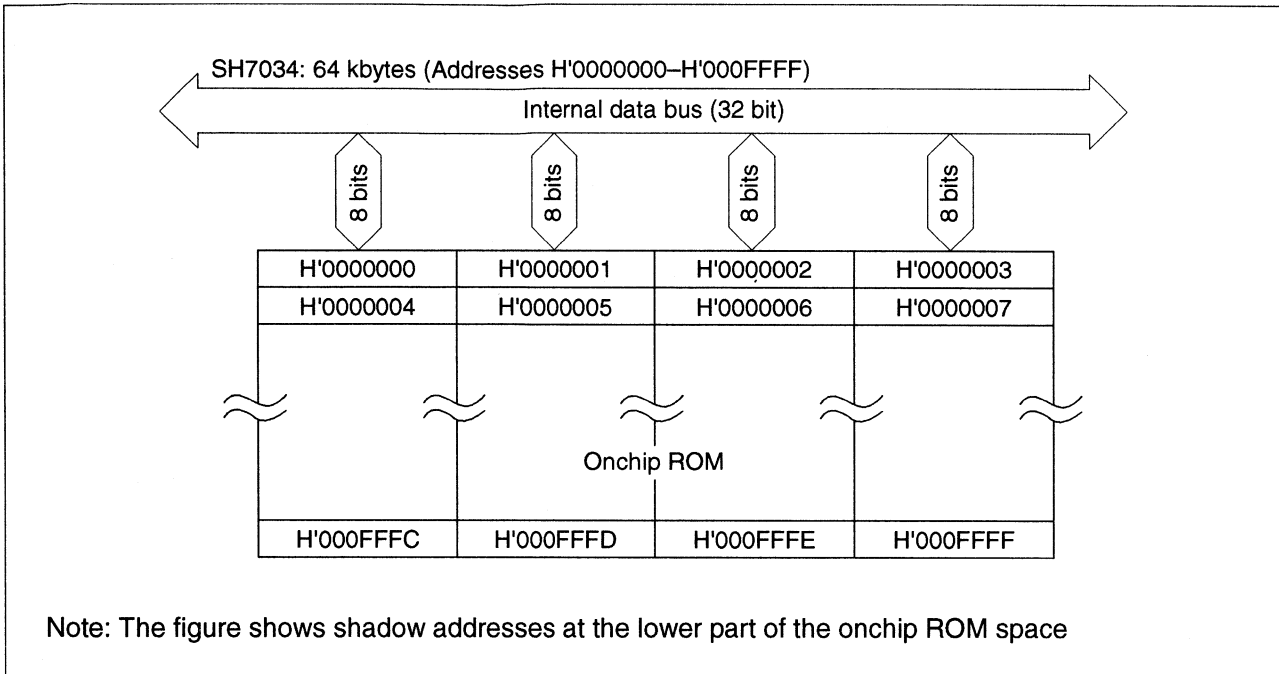 SH7034: 64 kbytes (Addresses H'0000000–H'000FFFF)
Internal data bus (32 bit)
8 bits
8 bits
8 bits
8 bits
H'0000000 H'0000001 H'0000002 H'0000003
H'0000004 H'0000005 H'0000006 H'0000007
Onchip ROM
H'000FFFC H'000FFFD H'000FFFE H'000FFFF
Note: The figure shows shadow addresses at the lower part of the onchip ROM space